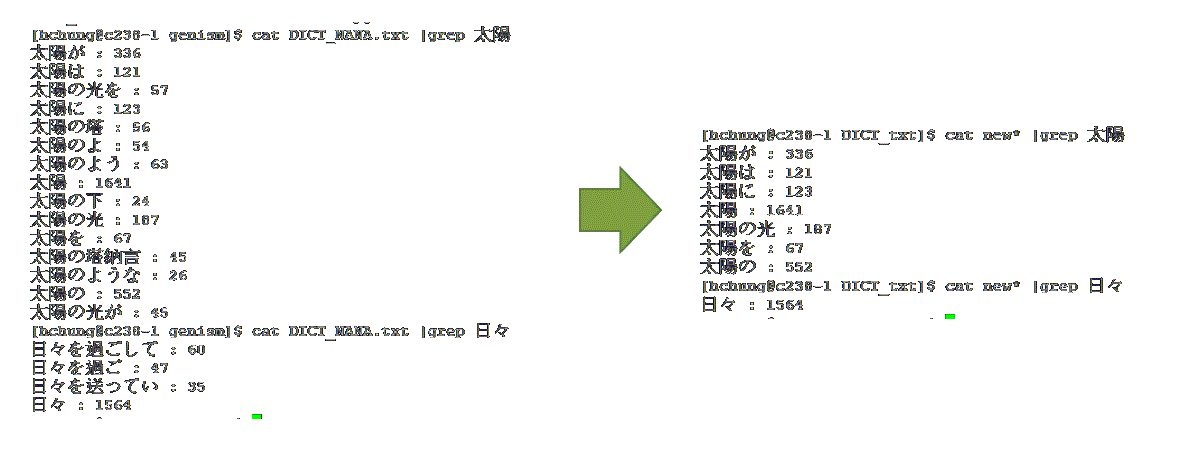 [hchung@c230-1 genism]$ cat DICT_NANA.txt |grep 太陽
太陽が : 336
太陽は : 121
太陽の光を : 57
太陽に : 123
太陽の塔 : 56
太陽のよ : 54
太陽のよう : 63
太陽 : 1641
太陽の下 : 24
太陽の光 : 187
太陽を : 67
太陽の塔納言 : 45
太陽のような : 26
太陽の : 552
太陽の光が : 45
[hchung@c230-1 genism]$ cat DICT_NANA.txt |grep 日々
日々を過ごして : 60
日々を過ご : 47
日々を送ってい : 35
日々 : 1564
[hchung@c230-1 DICT_txt]$ cat new* |grep 太陽
太陽が : 336
太陽は : 121
太陽に : 123
太陽 : 1641
太陽の光 : 187
太陽を : 67
太陽の : 552
[hchung@c230-1 DICT_txt]$ cat new* |grep 日々
日々 : 1564